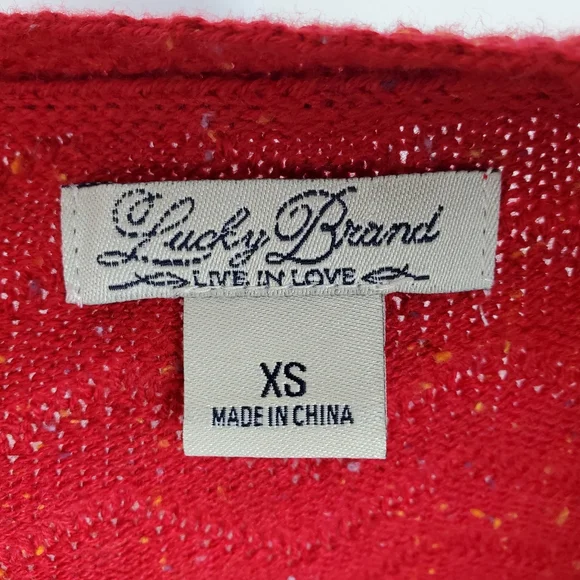 Lucky Brand
LIVE IN LOVE
XS
MADE IN CHINA